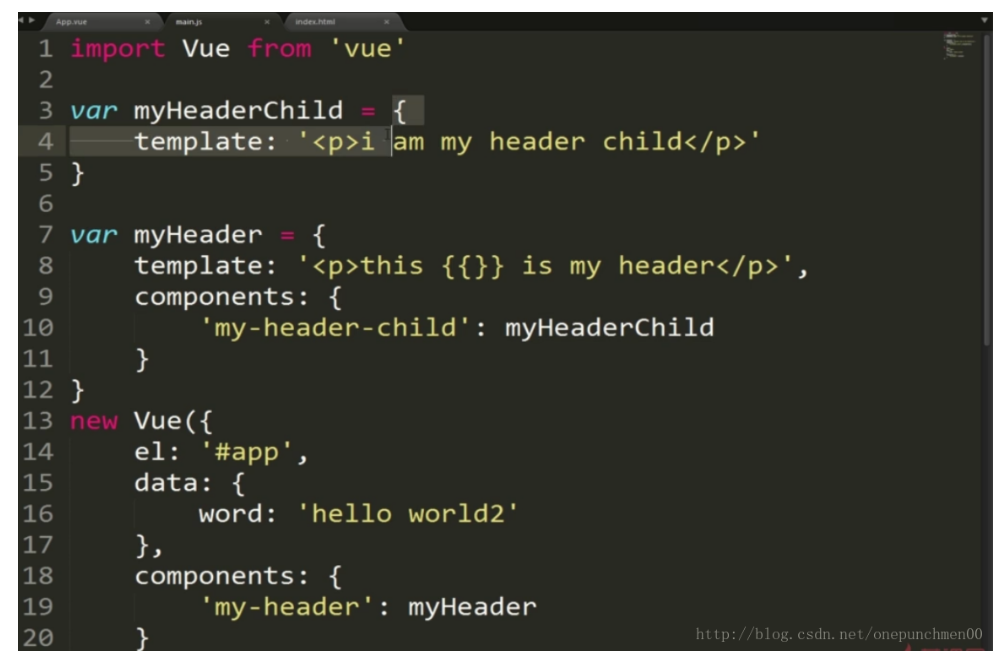 App.vue × main.js × index.html ×
1 import Vue from 'vue'
2
3 var myHeaderChild = {
4     template: '<p>i am my header child</p>'
5 }
6
7 var myHeader = {
8     template: '<p>this {{}} is my header</p>',
9     components: {
10         'my-header-child': myHeaderChild
11     }
12 }
13 new Vue({
14     el: '#app',
15     data: {
16         word: 'hello world2'
17     },
18     components: {
19         'my-header': myHeader
20     }
http://blog.csdn.net/onepunchmen00